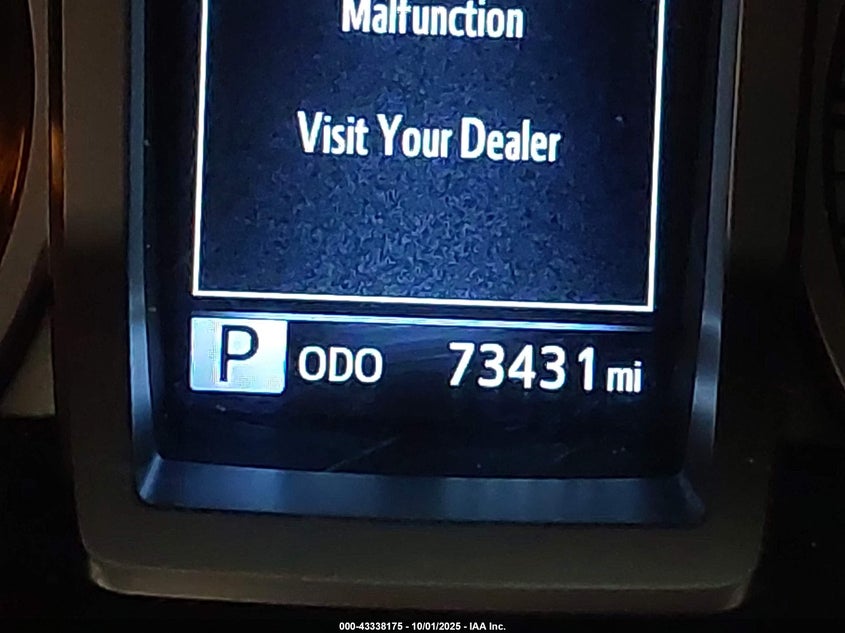 Malfunction
Visit Your Dealer
P ODO 73431 mi
000-43338175 - 10/01/2025 - IAA Inc.